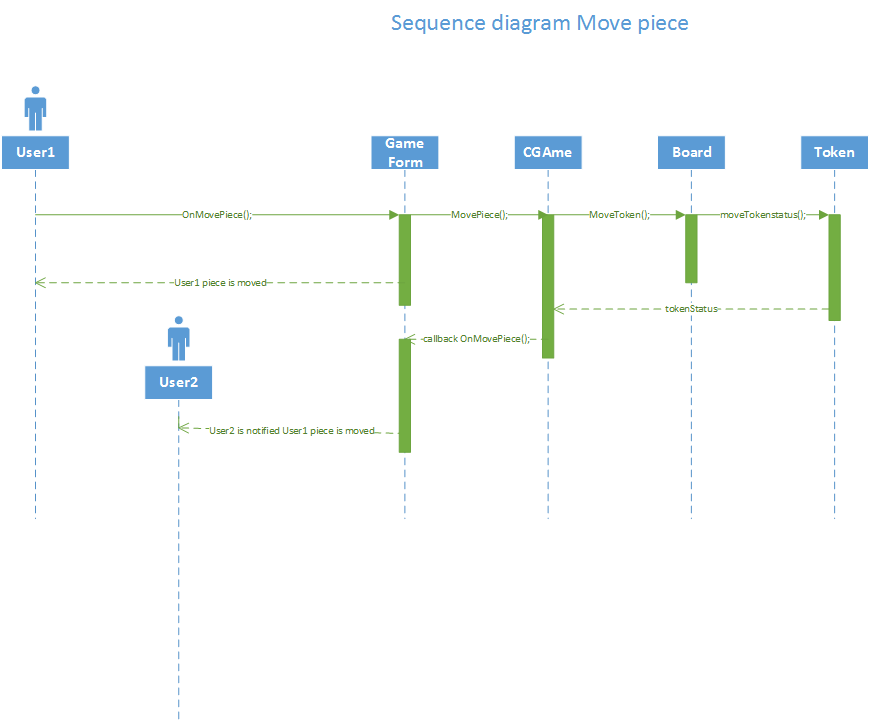 Sequence diagram Move piece
User1
Game
Form
CGAme
Board
Token
OnMovePiece();
MovePiece();
MoveToken();
moveTokenstatus();
User1 piece is moved
tokenStatus
callback OnMovePiece();
User2
User2 is notified User1 piece is moved